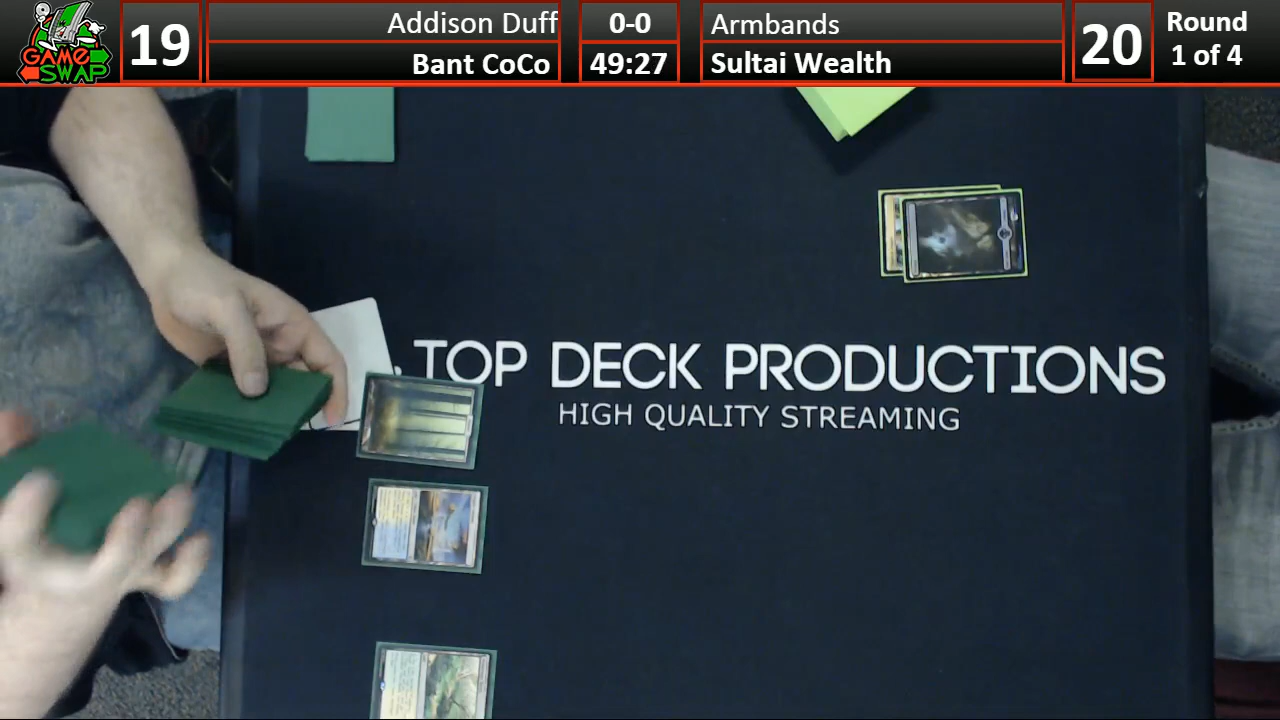 GAME
SWAP
19
Addison Duff
Bant CoCo
0-0
49:27
Armbands
Sultai Wealth
20
Round
1 of 4
TOP DECK PRODUCTIONS
HIGH QUALITY STREAMING